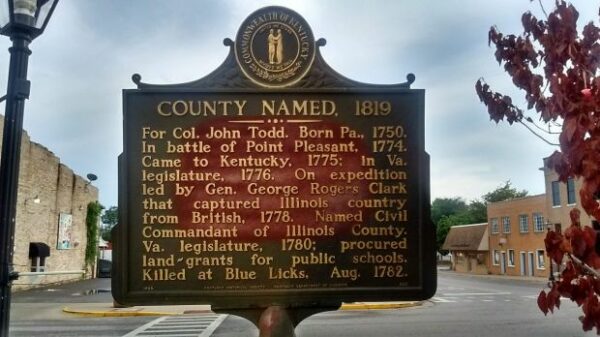 COMMONWEALTH OF KENTUCKY
COUNTY NAMED, 1819
For Col. John Todd. Born Pa., 1750.
In battle of Point Pleasant, 1774.
Came to Kentucky, 1775; in Va.
legislature, 1776. On expedition
led by Gen. George Rogers Clark
that captured Illinois country
from British, 1778. Named Civil
Commandant of Illinois County.
Va. legislature, 1780; procured
land-grants for public schools.
Killed at Blue Licks, Aug. 1782.